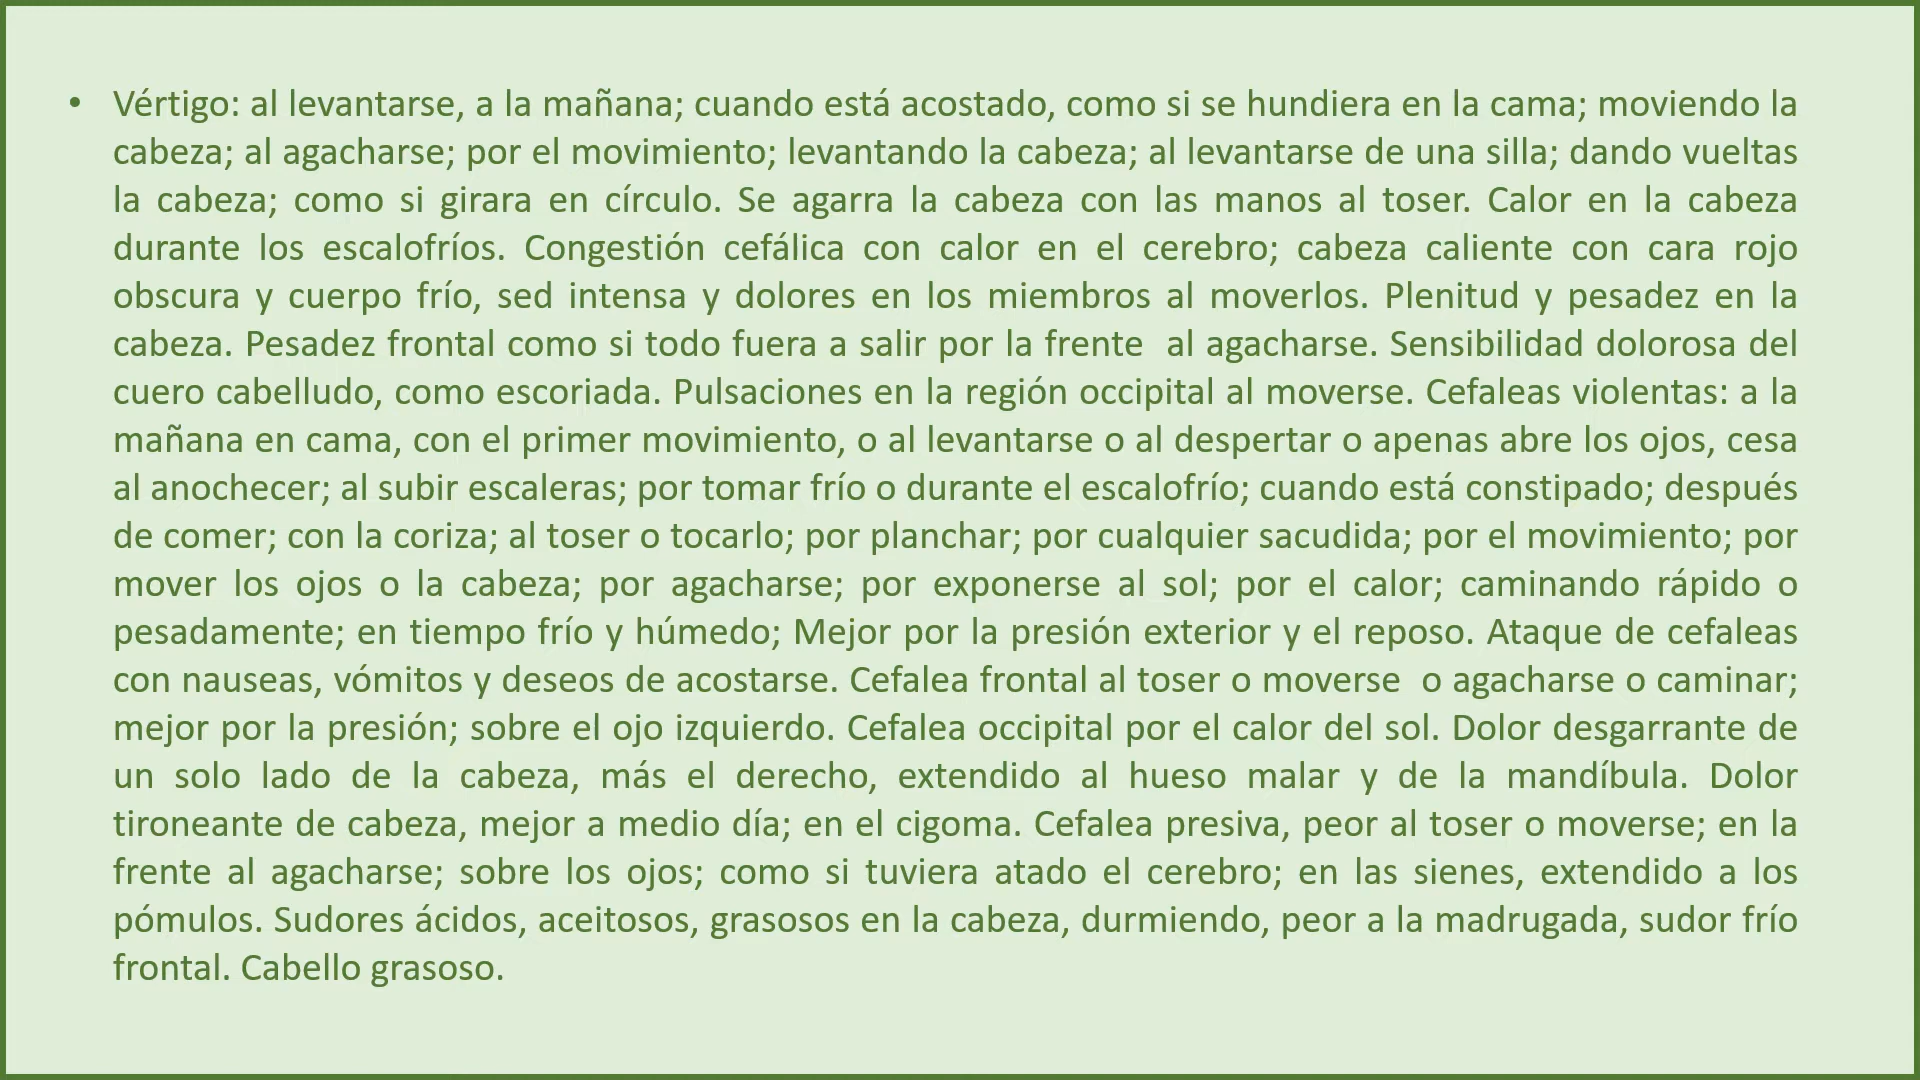 • Vértigo: al levantarse, a la mañana; cuando está acostado, como si se hundiera en la cama; moviendo la
cabeza; al agacharse; por el movimiento; levantando la cabeza; al levantarse de una silla; dando vueltas
la cabeza; como si girara en círculo. Se agarra la cabeza con las manos al toser. Calor en la cabeza
durante los escalofríos. Congestión cefálica con calor en el cerebro; cabeza caliente con cara rojo
obscura y cuerpo frío, sed intensa y dolores en los miembros al moverlos. Plenitud y pesadez en la
cabeza. Pesadez frontal como si todo fuera a salir por la frente  al agacharse. Sensibilidad dolorosa del
cuero cabelludo, como escoriada. Pulsaciones en la región occipital al moverse. Cefaleas violentas: a la
mañana en cama, con el primer movimiento, o al levantarse o al despertar o apenas abre los ojos, cesa
al anochecer; al subir escaleras; por tomar frío o durante el escalofrío; cuando está constipado; después
de comer; con la coriza; al toser o tocarlo; por planchar; por cualquier sacudida; por el movimiento; por
mover los ojos o la cabeza; por agacharse; por exponerse al sol; por el calor; caminando rápido o
pesadamente; en tiempo frío y húmedo; Mejor por la presión exterior y el reposo. Ataque de cefaleas
con nauseas, vómitos y deseos de acostarse. Cefalea frontal al toser o moverse  o agacharse o caminar;
mejor por la presión; sobre el ojo izquierdo. Cefalea occipital por el calor del sol. Dolor desgarrante de
un solo lado de la cabeza, más el derecho, extendido al hueso malar y de la mandíbula. Dolor
tironeante de cabeza, mejor a medio día; en el cigoma. Cefalea presiva, peor al toser o moverse; en la
frente al agacharse; sobre los ojos; como si tuviera atado el cerebro; en las sienes, extendido a los
pómulos. Sudores ácidos, aceitosos, grasosos en la cabeza, durmiendo, peor a la madrugada, sudor frío
frontal. Cabello grasoso.